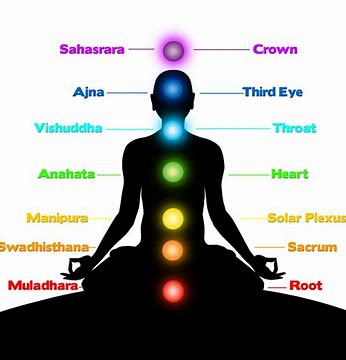 Sahasrara Crown
Ajna Third Eye
Vishuddha Throat
Anahata Heart
Manipura Solar Plexus
Swadhisthana Sacrum
Muladhara Root